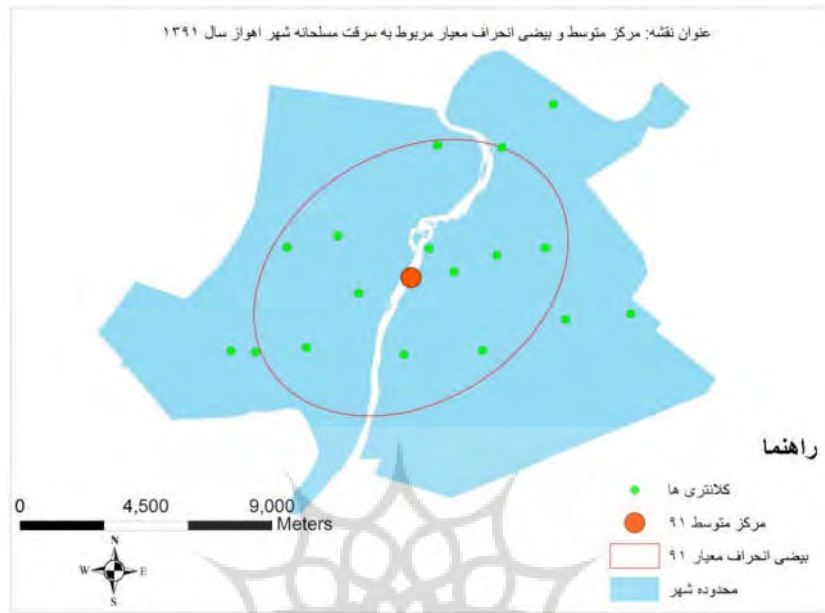 عنوان نقشه: مرکز متوسط و بیضی انحراف معیار مربوط به سرقت مسلحانه شهر اهواز سال ۱۳۹۱
راهنما
کلانتری ها
مرکز متوسط ۹۱
بیضی انحراف معیار ۹۱
محدوده شهر
0 4,500 9,000
Meters
N
W E
S